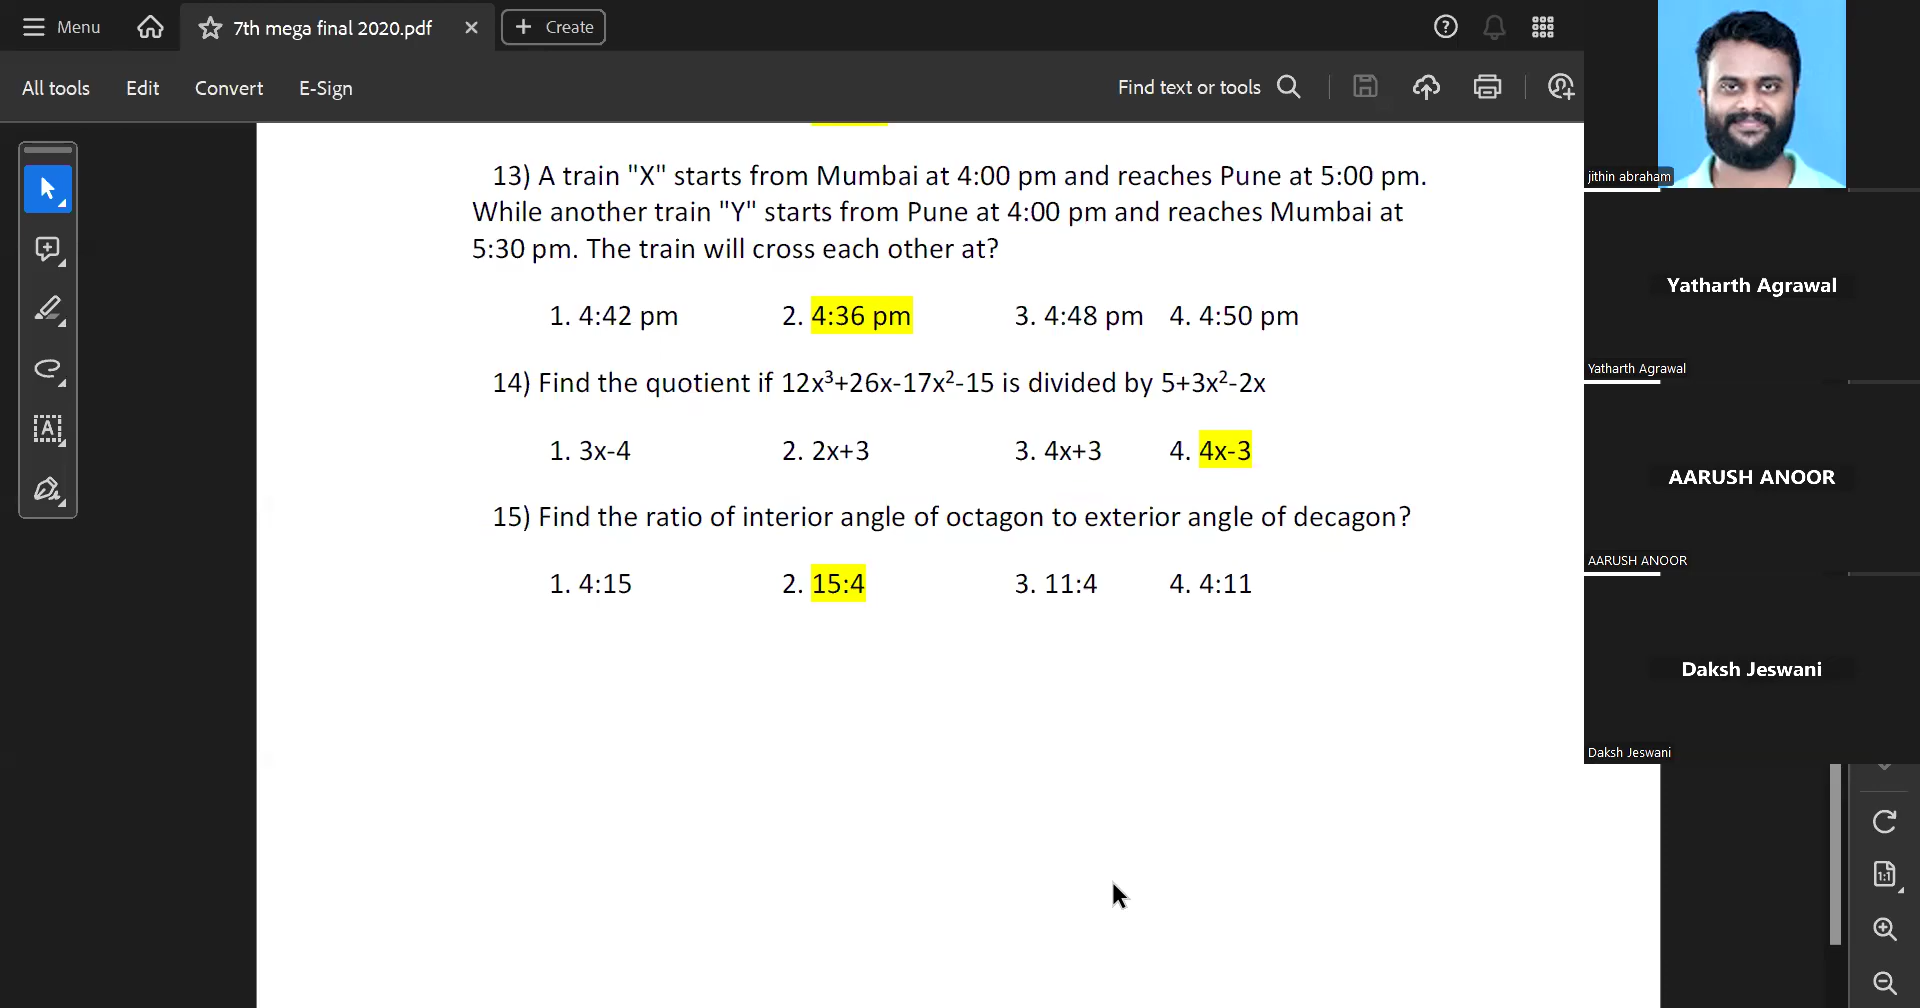 Menu
7th mega final 2020.pdf
Create
All tools
Edit
Convert
E-Sign
Find text or tools
13) A train "X" starts from Mumbai at 4:00 pm and reaches Pune at 5:00 pm.
While another train "Y" starts from Pune at 4:00 pm and reaches Mumbai at
5:30 pm. The train will cross each other at?
1. 4:42 pm 2. 4:36 pm 3. 4:48 pm 4. 4:50 pm
14) Find the quotient if 12x³+26x-17x²-15 is divided by 5+3x²-2x
1. 3x-4 2. 2x+3 3. 4x+3 4. 4x-3
15) Find the ratio of interior angle of octagon to exterior angle of decagon?
1. 4:15 2. 15:4 3. 11:4 4. 4:11
jithin abraham
Yatharth Agrawal
Yatharth Agrawal
AARUSH ANOOR
AARUSH ANOOR
Daksh Jeswani
Daksh Jeswani
1:1